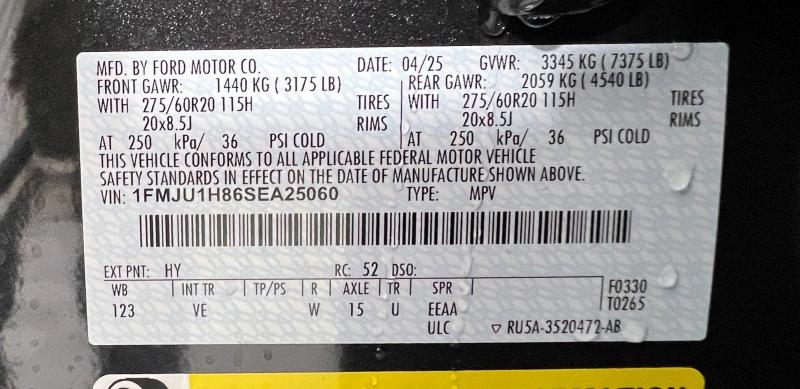 MFD. BY FORD MOTOR CO. DATE: 04/25 GVWR: 3345 KG ( 7375 LB)
FRONT GAWR: 1440 KG ( 3175 LB) REAR GAWR: 2059 KG ( 4540 LB)
WITH 275/60R20 115H TIRES WITH 275/60R20 115H TIRES
20x8.5J RIMS 20x8.5J RIMS
AT 250 kPa/ 36 PSI COLD AT 250 kPa/ 36 PSI COLD
THIS VEHICLE CONFORMS TO ALL APPLICABLE FEDERAL MOTOR VEHICLE
SAFETY STANDARDS IN EFFECT ON THE DATE OF MANUFACTURE SHOWN ABOVE.
VIN: 1FMJU1H86SEA25060 TYPE: MPV
EXT PNT: HY RC: 52 DSO:
WB INT TR TP/PS R AXLE TR SPR F0330
123 VE W 15 U EEAA T0265
ULC ▽ RU5A-3520472-AB